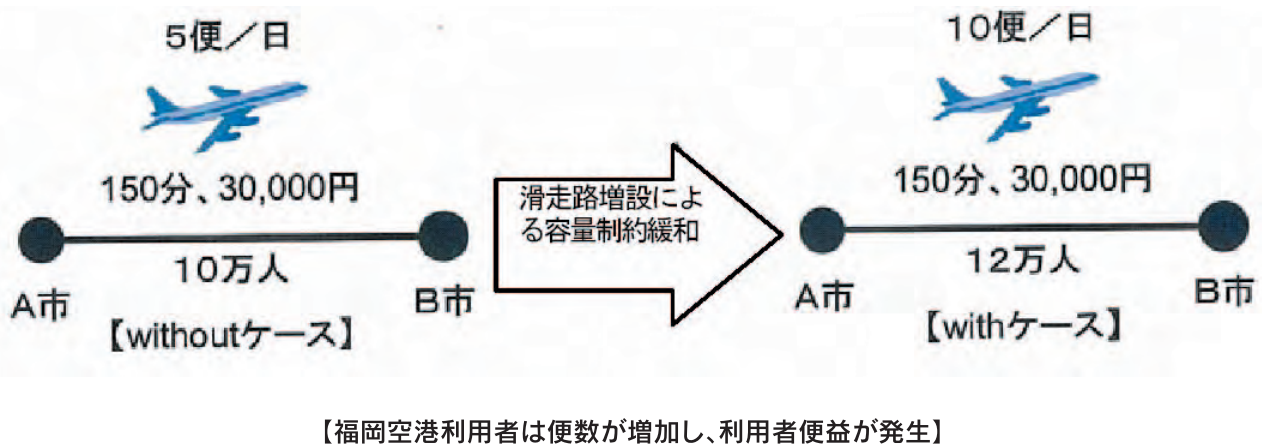 ５便／日
150分、30,000円
10万人
A市
B市
【withoutケース】
滑走路増設によ
る容量制約緩和
10便／日
150分、30,000円
12万人
A市
B市
【withケース】
【福岡空港利用者は便数が増加し、利用者便益が発生】